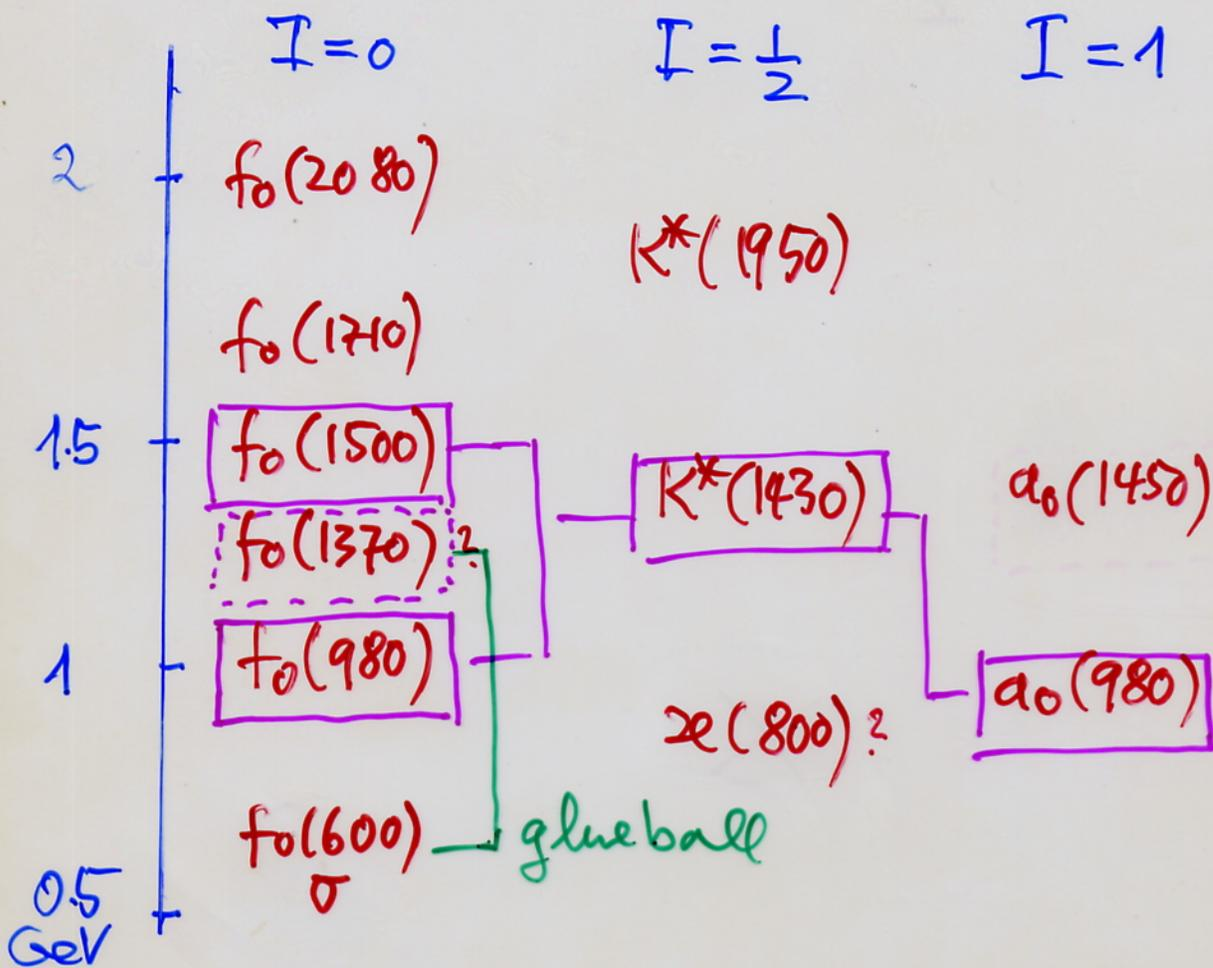 I=0 I=1/2 I=1
2 f₀(2080)
K*(1950)
f₀(1710)
1.5 f₀(1500)
K*(1430) a₀(1450)
f₀(1370) ?
1 f₀(980) a₀(980)
æ(800)?
f₀(600) glueball
σ
0.5
GeV